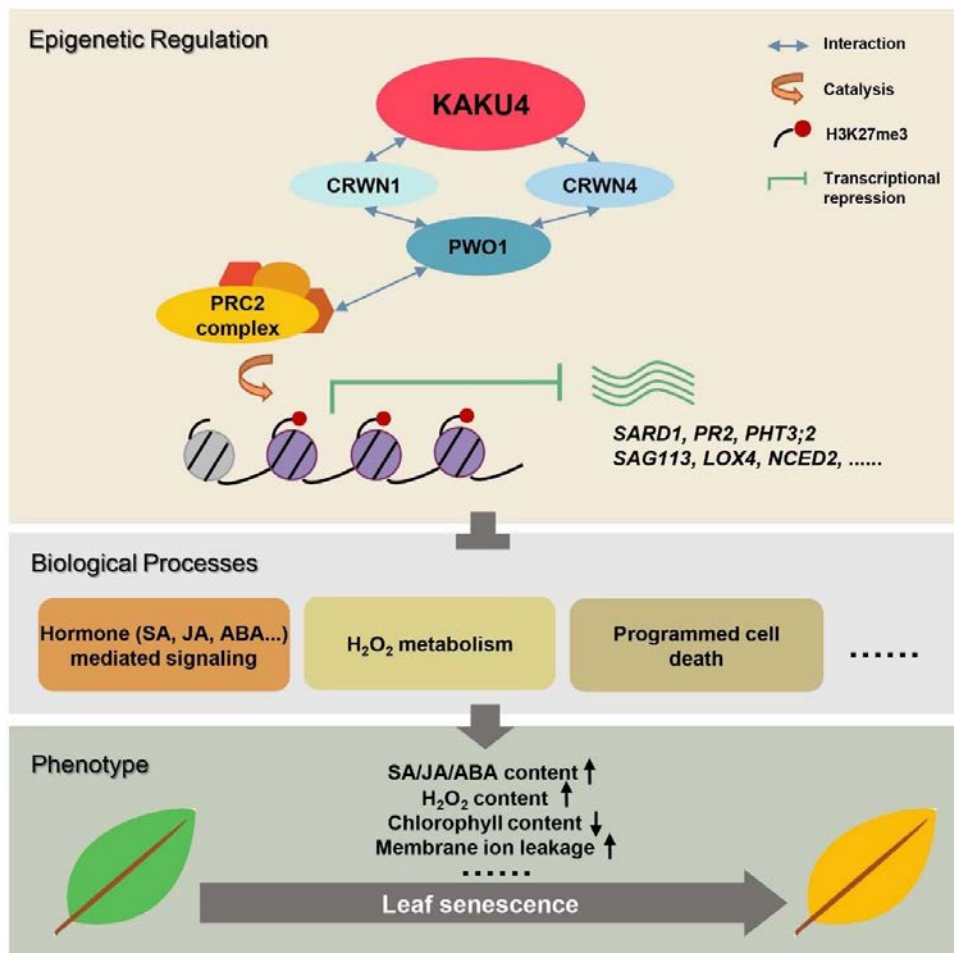 Epigenetic Regulation
Interaction
Catalysis
H3K27me3
Transcriptional
repression
KAKU4
CRWN1
CRWN4
PWO1
PRC2
complex
SARD1, PR2, PHT3;2
SAG113, LOX4, NCED2, ......
Biological Processes
Hormone (SA, JA, ABA...)
mediated signaling
H₂O₂ metabolism
Programmed cell
death
......
Phenotype
SA/JA/ABA content ↑
H₂O₂ content ↑
Chlorophyll content ↓
Membrane ion leakage ↑
......
Leaf senescence